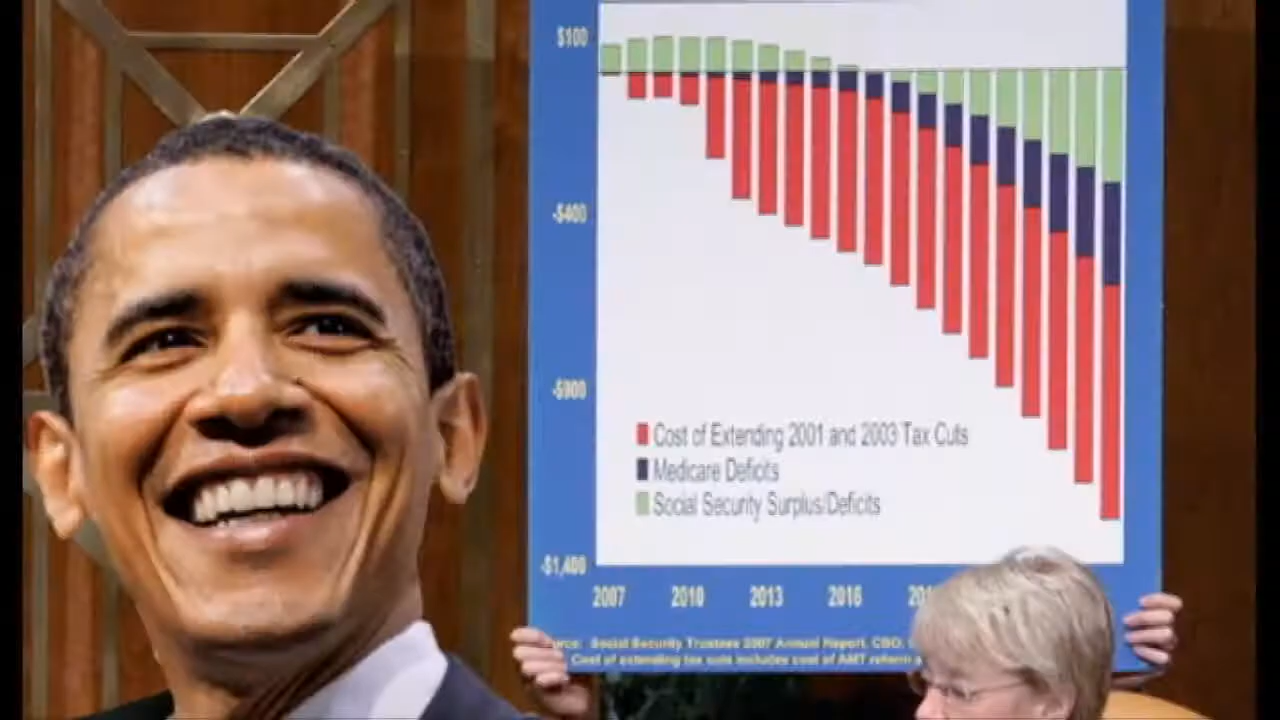 $100
-$400
-$900
Cost of Extending 2001 and 2003 Tax Cuts
Medicare Deficits
Social Security Surplus/Deficits
-$1,400
2007 2010 2013 2016
Social Security Trustees 2007 Annual Report, CBO,
Cost of extending tax cuts includes cost of AMT reform